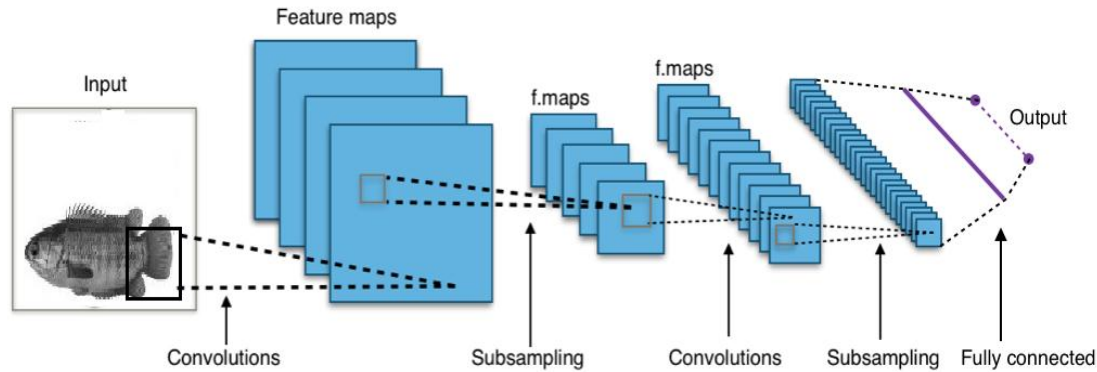 Feature maps
Input
f.maps
f.maps
Output
Convolutions
Subsampling
Convolutions
Subsampling
Fully connected